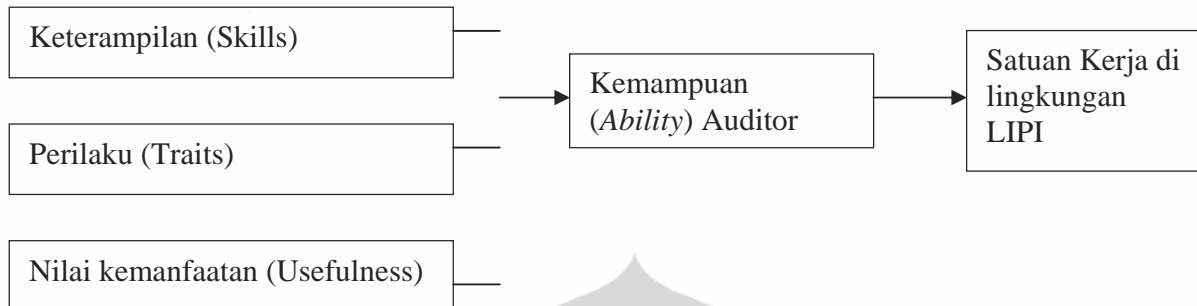 Keterampilan (Skills)
Perilaku (Traits)
Nilai kemanfaatan (Usefulness)
Kemampuan
(Ability) Auditor
Satuan Kerja di
lingkungan
LIPI